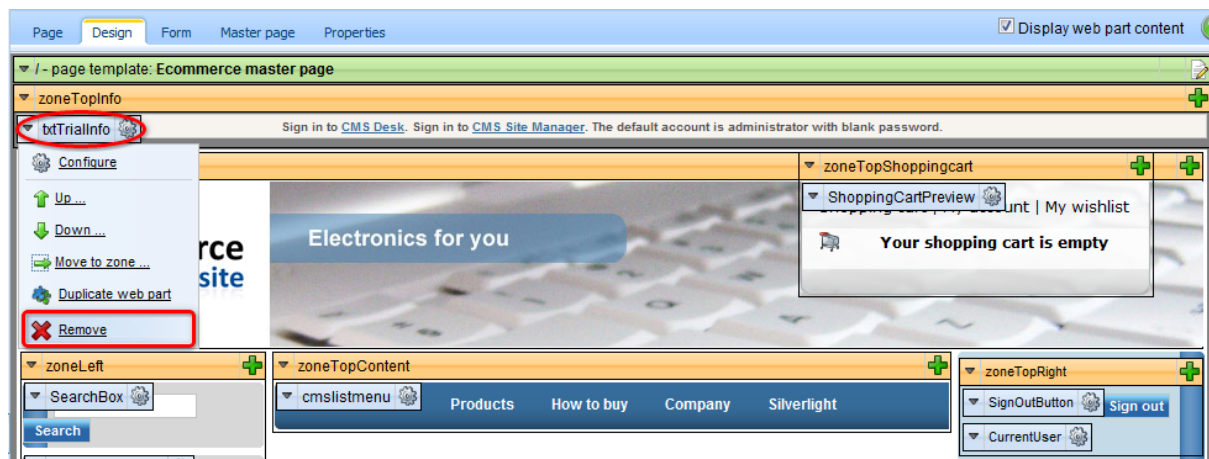 Page Design Form Master page Properties Display web part content
/ - page template: Ecommerce master page
zoneTopInfo
txtTrialInfo Sign in to CMS Desk. Sign in to CMS Site Manager. The default account is administrator with blank password.
Configure
zoneTopShoppingcart
Up ...
ShoppingCartPreview
unt | My wishlist
Down ...
rce
Electronics for you
Your shopping cart is empty
Move to zone ...
site
Duplicate web part
Remove
zoneLeft zoneTopContent zoneTopRight
SearchBox cmslistmenu Products How to buy Company Silverlight SignOutButton Sign out
Search
CurrentUser